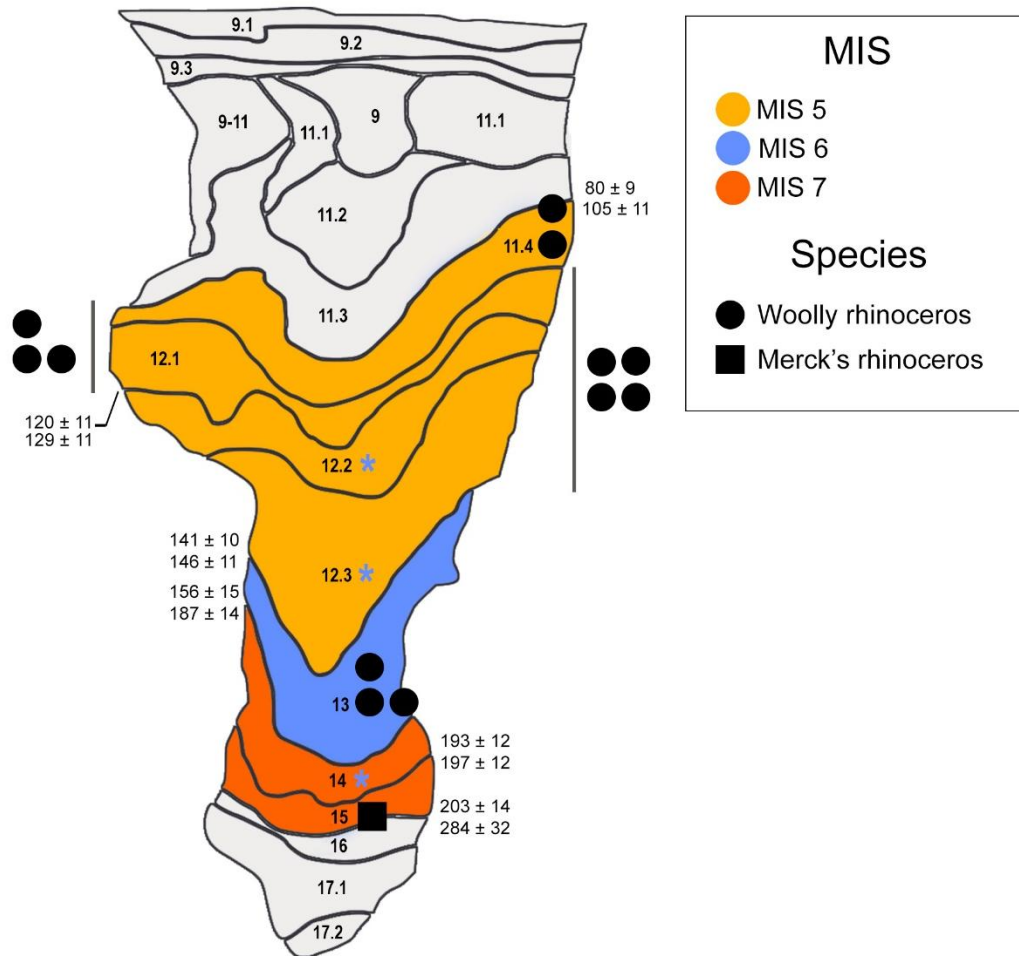 9.1
9.2
9.3
9-11
11.1
9
11.1
11.2
80 ± 9
105 ± 11
11.4
11.3
12.1
120 ± 11
129 ± 11
12.2 *
141 ± 10
146 ± 11
12.3 *
156 ± 15
187 ± 14
13
193 ± 12
197 ± 12
14 *
203 ± 14
284 ± 32
15
16
17.1
17.2
MIS
MIS 5
MIS 6
MIS 7
Species
Woolly rhinoceros
Merck's rhinoceros